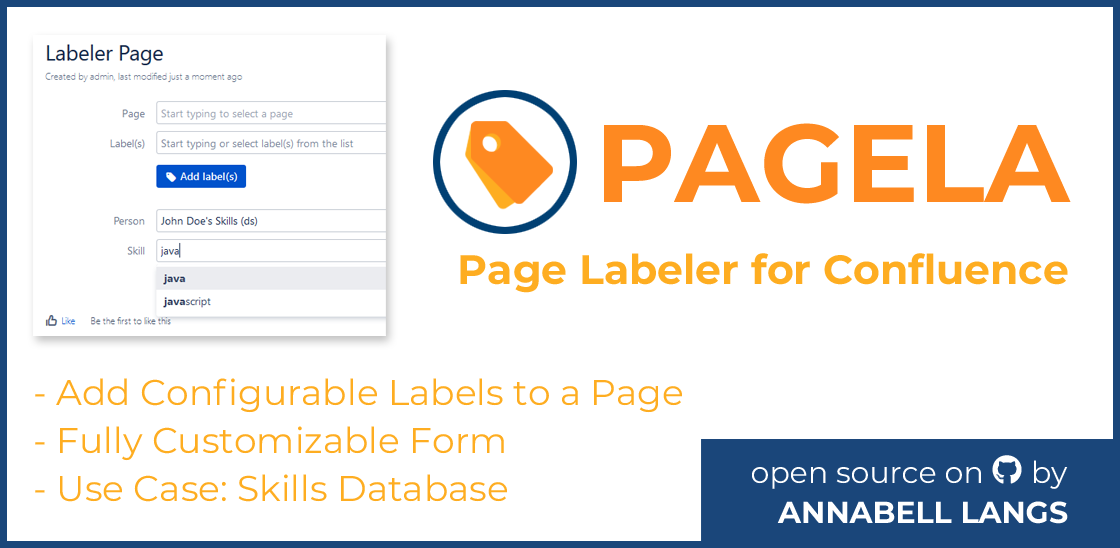 Labeler Page
Created by admin, last modified just a moment ago
Page Start typing to select a page
Label(s) Start typing or select label(s) from the list
Add label(s)
Person John Doe's Skills (ds)
Skill java
java
javascript
Like Be the first to like this
PAGELA
Page Labeler for Confluence
- Add Configurable Labels to a Page
- Fully Customizable Form
- Use Case: Skills Database
open source on by
ANNABELL LANGS